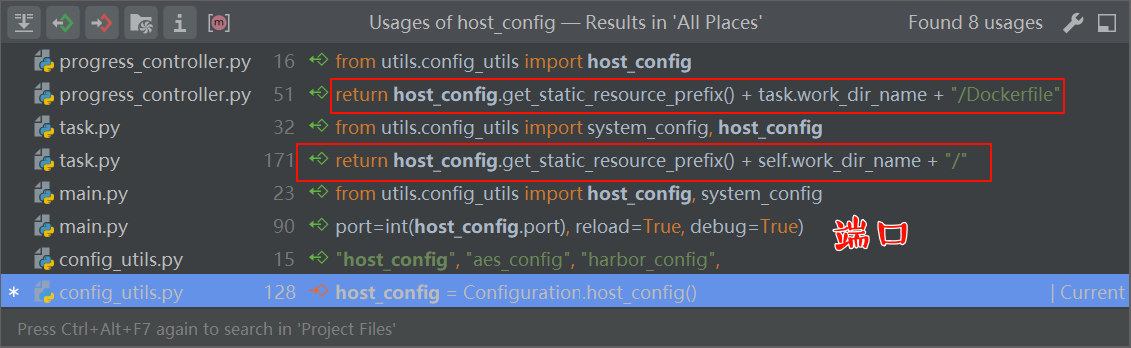 Usages of host_config — Results in 'All Places' Found 8 usages
progress_controller.py 16 from utils.config_utils import host_config
progress_controller.py 51 return host_config.get_static_resource_prefix() + task.work_dir_name + "/Dockerfile"
task.py 32 from utils.config_utils import system_config, host_config
task.py 171 return host_config.get_static_resource_prefix() + self.work_dir_name + "/"
main.py 23 from utils.config_utils import host_config, system_config
main.py 90 port=int(host_config.port), reload=True, debug=True) 端口
config_utils.py 15 "host_config", "aes_config", "harbor_config",
* config_utils.py 128 host_config = Configuration.host_config() | Current
Press Ctrl+Alt+F7 again to search in 'Project Files'